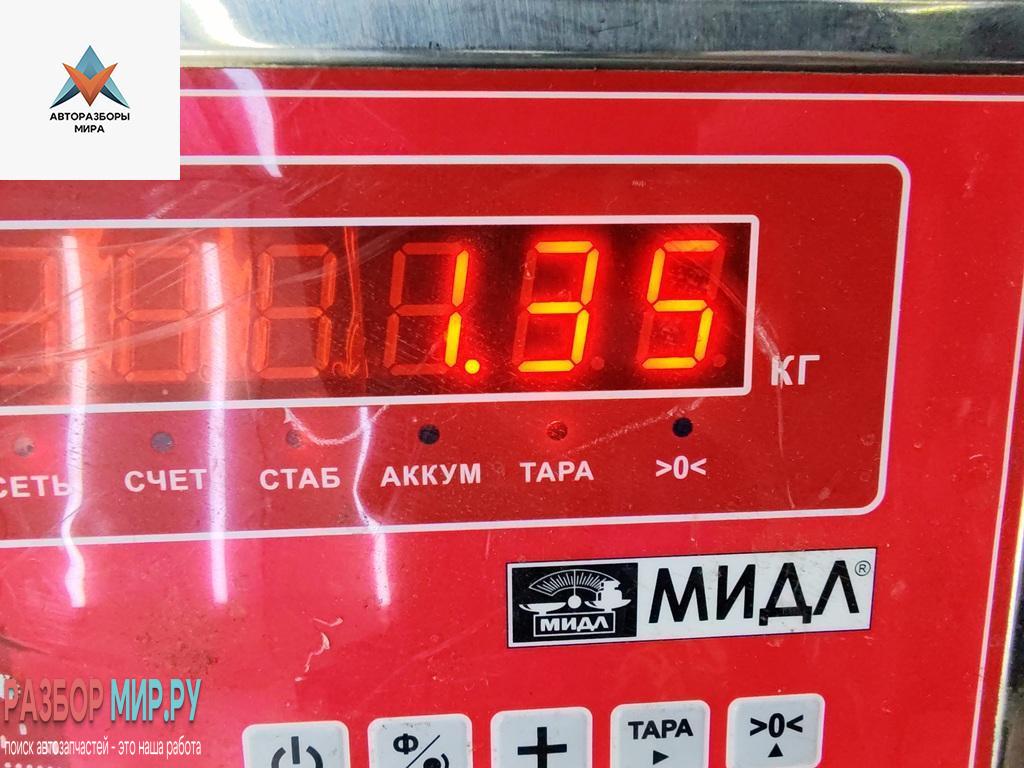 АВТОРАЗБОРЫ
МИРА
1.35
КГ
СЕТЬ СЧЕТ СТАБ АККУМ ТАРА >0<
МИДЛ МИДЛ®
РАЗБОР МИР.РУ
поиск автозапчастей - это наша работа
Ф + ТАРА >0<